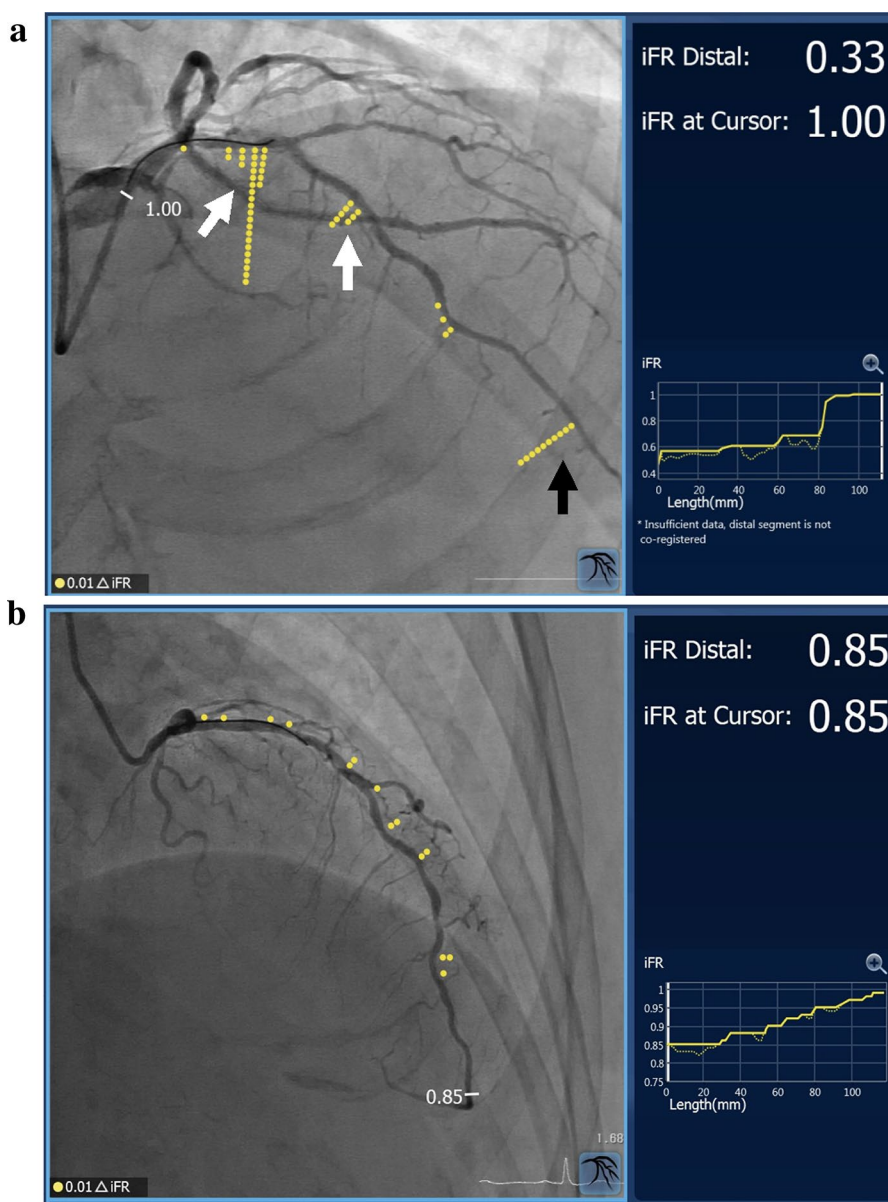 a
iFR Distal: 0.33
iFR at Cursor: 1.00
1.00
iFR
1
0.8
0.6
0.4
0 20 40 60 80 100
Length(mm)
* Insufficient data, distal segment is not
co-registered
0.01 △ iFR
b
iFR Distal: 0.85
iFR at Cursor: 0.85
0.85
1.68
iFR
1
0.95
0.9
0.85
0.8
0.75
0 20 40 60 80 100
Length(mm)
0.01 △ iFR